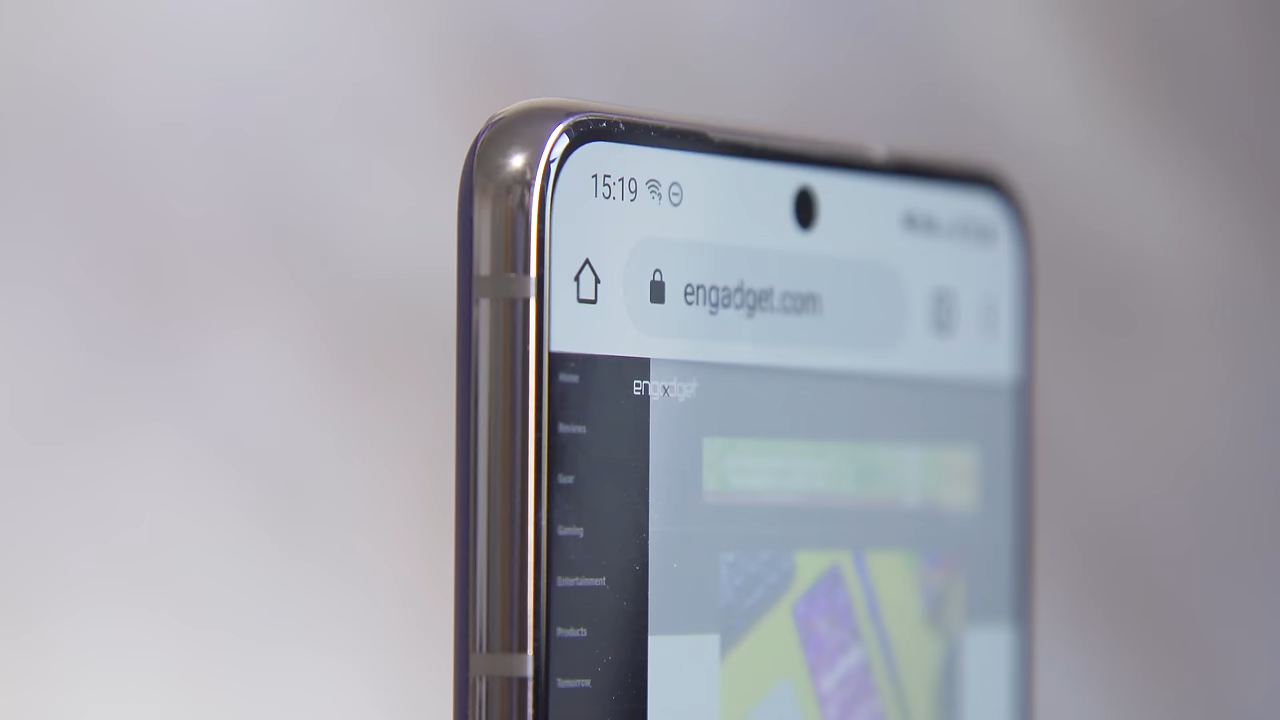 15:19
engadget.com
engadget
Home
Reviews
Gear
Gaming
Entertainment
Products
Tomorrow